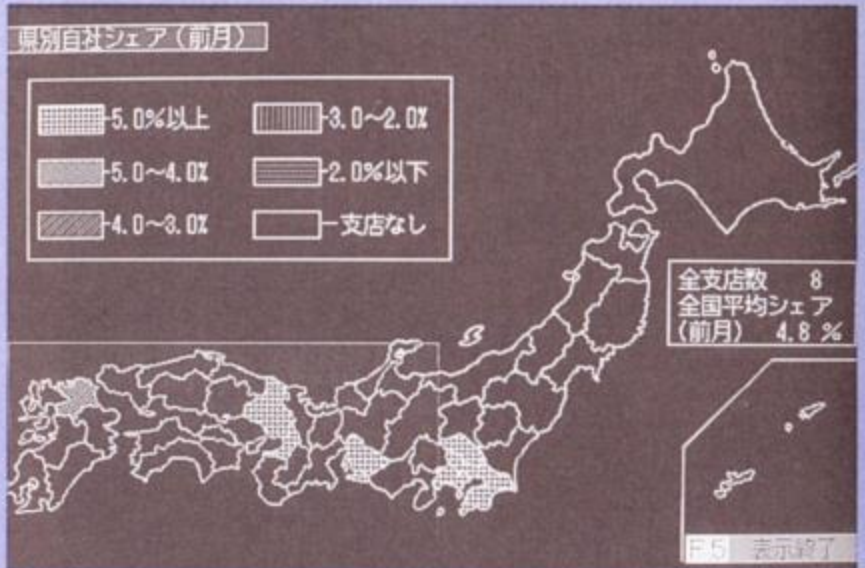 県別自社シェア(前月)
5.0%以上
3.0〜2.0%
5.0〜4.0%
2.0%以下
4.0〜3.0%
支店なし
全支店数 8
全国平均シェア
(前月) 4.8 %
F5 表示終了